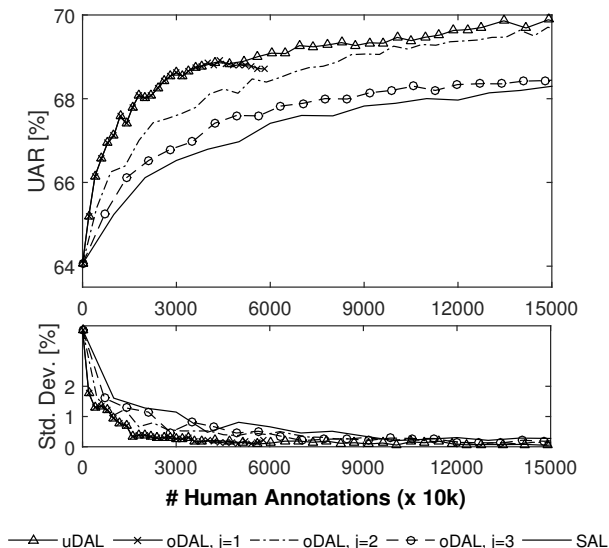 70
68
66
64
UAR [%]
0 3000 6000 9000 12000 15000
2
1
0
Std. Dev. [%]
0 3000 6000 9000 12000 15000
# Human Annotations (x 10k)
uDAL oDAL, j=1 oDAL, j=2 oDAL, j=3 SAL